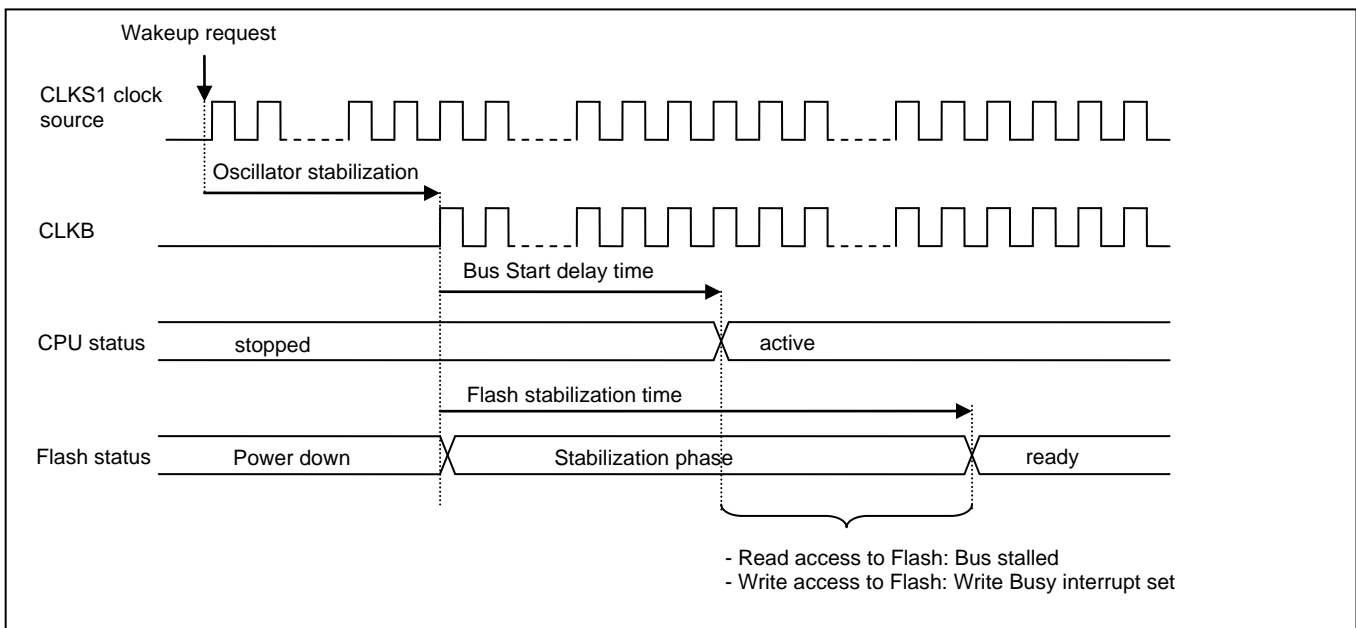 Wakeup request
CLKS1 clock
source
Oscillator stabilization
CLKB
Bus Start delay time
CPU status
stopped
active
Flash stabilization time
Flash status
Power down
Stabilization phase
ready
- Read access to Flash: Bus stalled
- Write access to Flash: Write Busy interrupt set